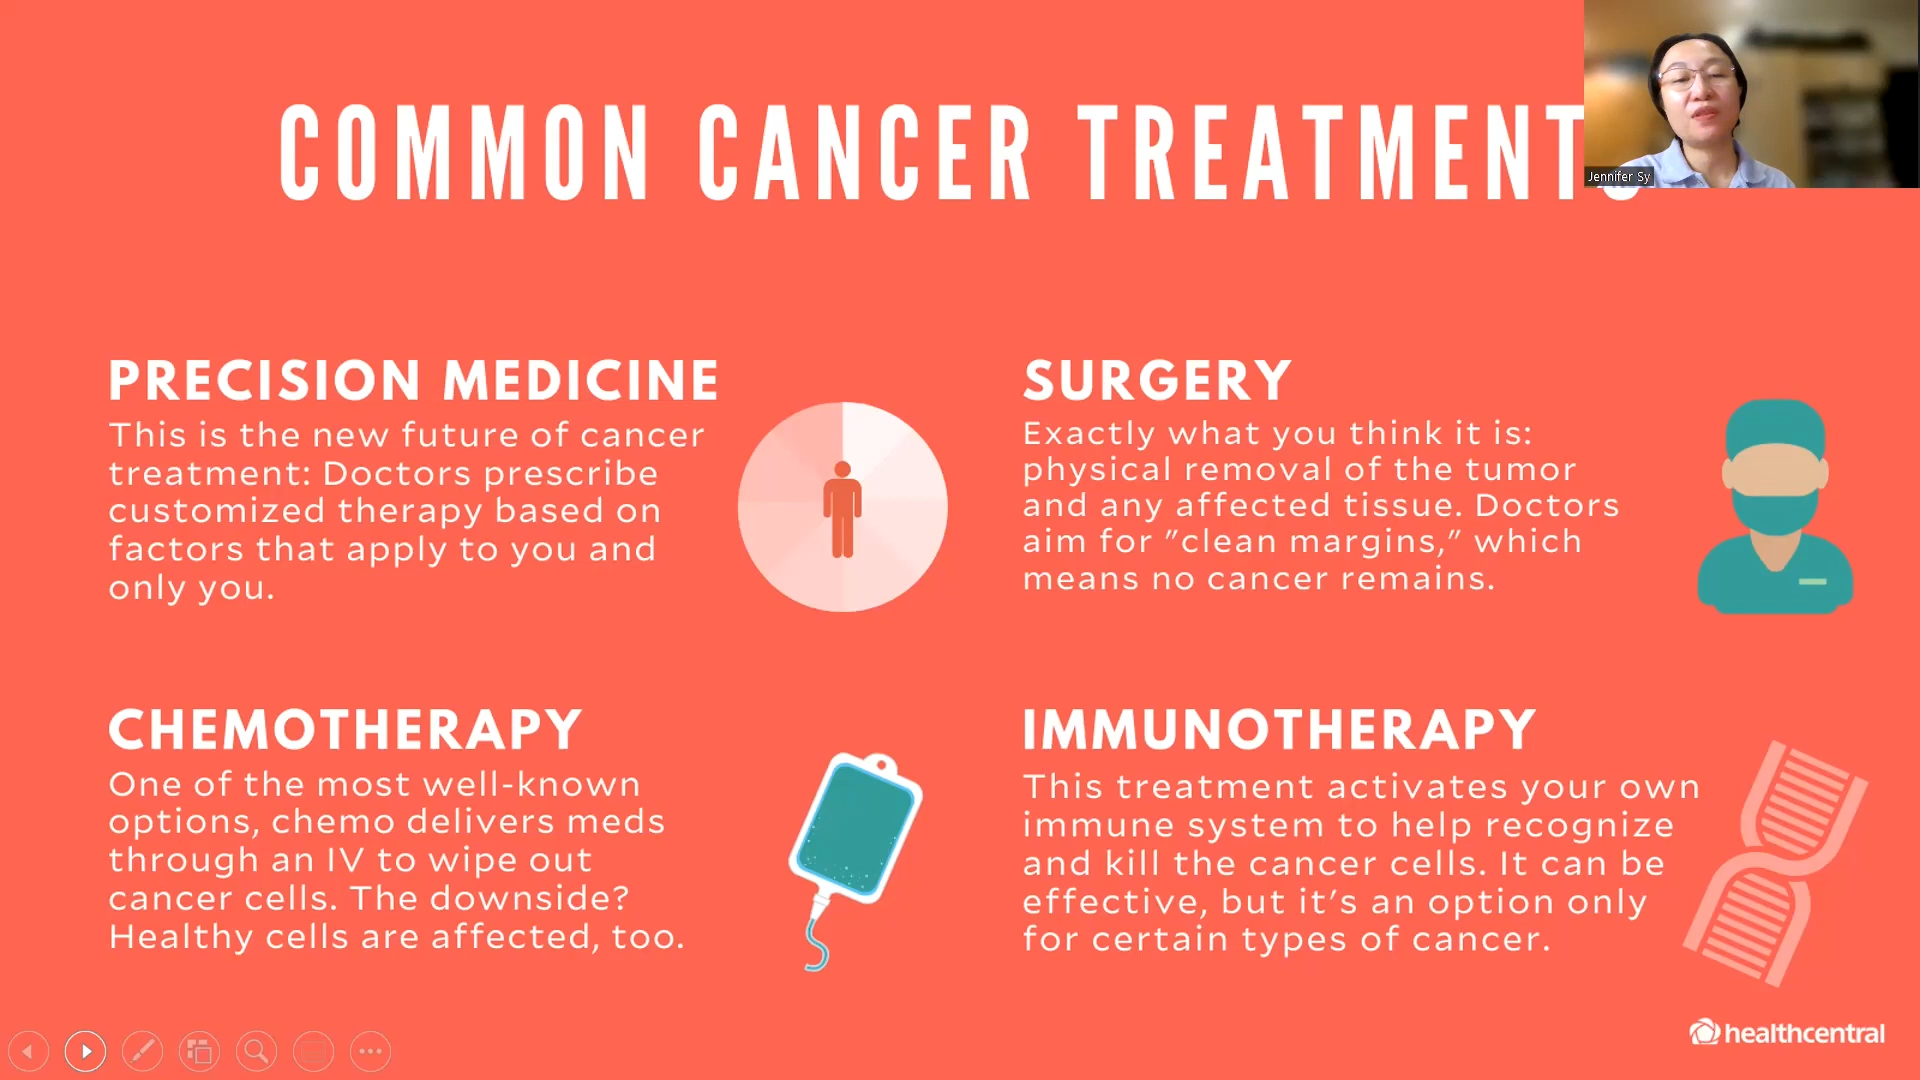 COMMON CANCER TREATMENTS
Jennifer Sy
PRECISION MEDICINE
This is the new future of cancer
treatment: Doctors prescribe
customized therapy based on
factors that apply to you and
only you.
SURGERY
Exactly what you think it is:
physical removal of the tumor
and any affected tissue. Doctors
aim for "clean margins," which
means no cancer remains.
CHEMOTHERAPY
One of the most well-known
options, chemo delivers meds
through an IV to wipe out
cancer cells. The downside?
Healthy cells are affected, too.
IMMUNOTHERAPY
This treatment activates your own
immune system to help recognize
and kill the cancer cells. It can be
effective, but it's an option only
for certain types of cancer.
healthcentral